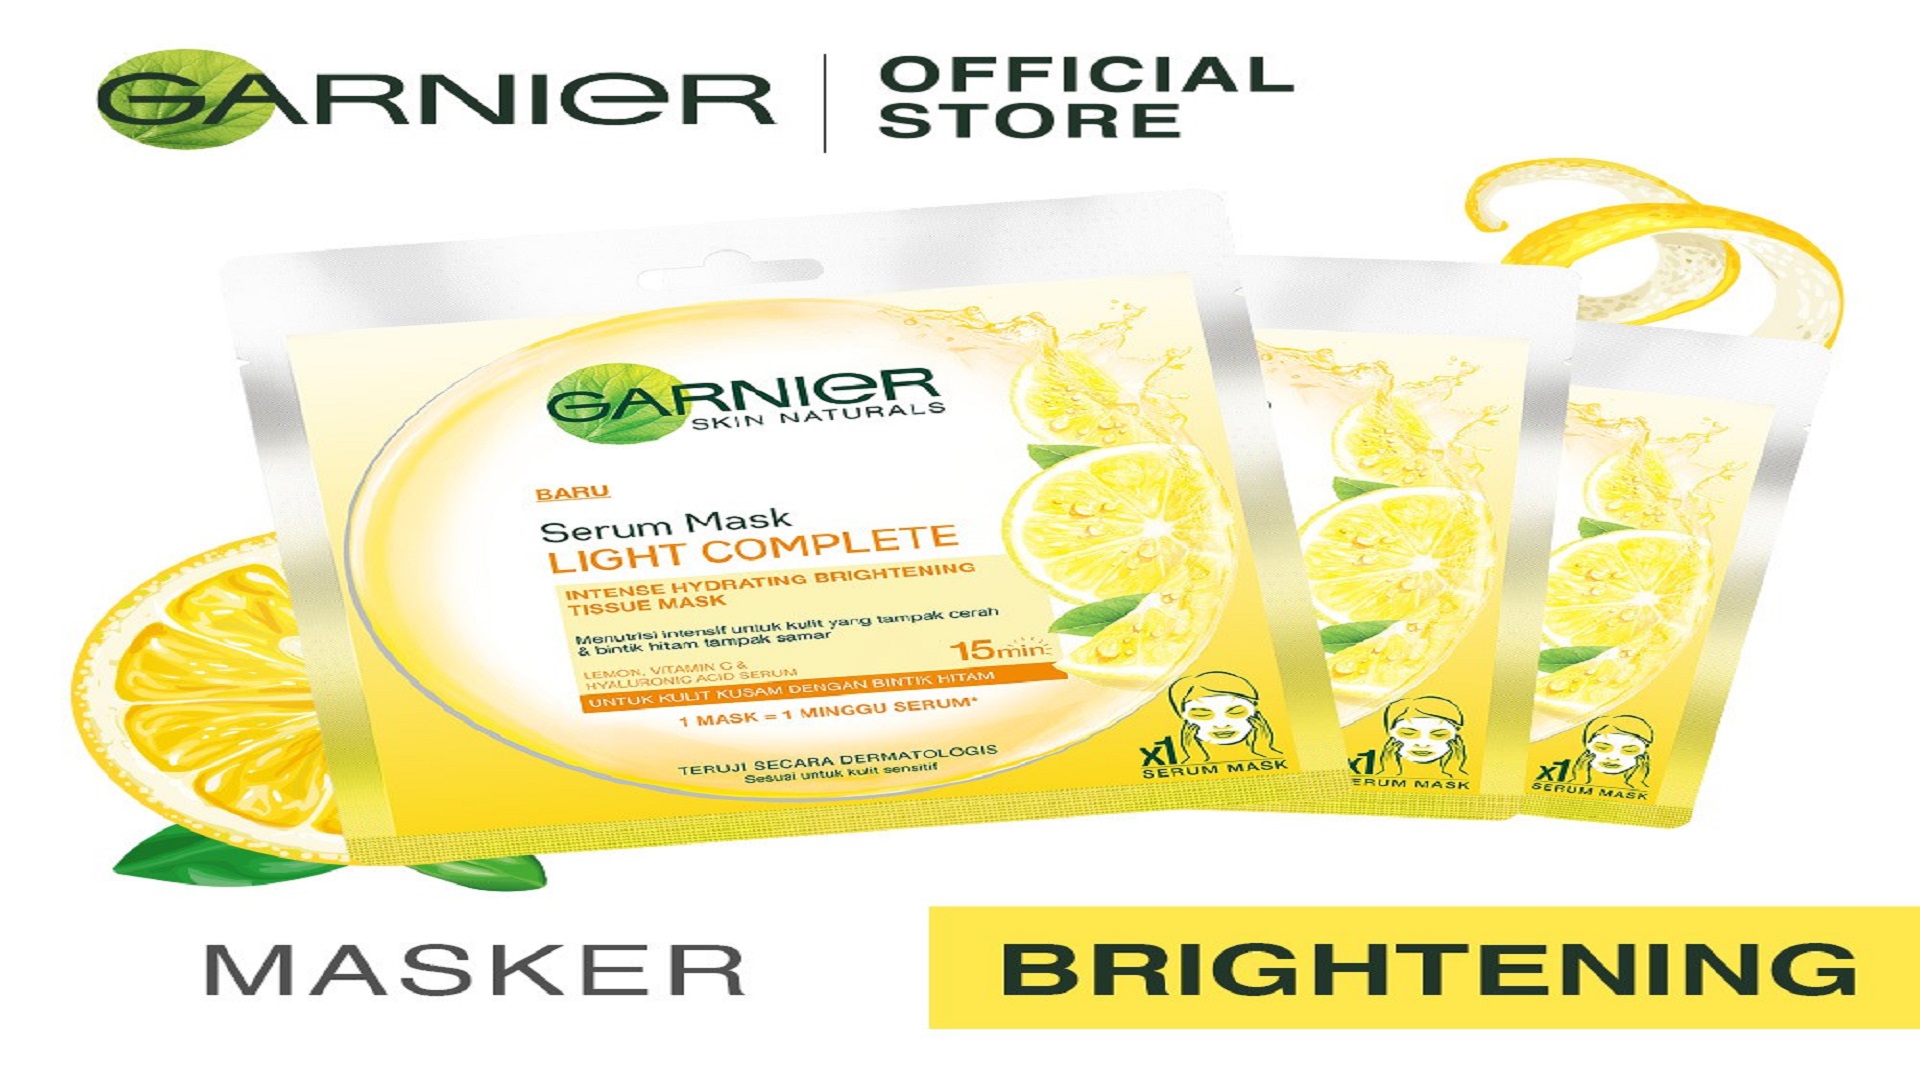 GARNIER
OFFICIAL
STORE
GARNIER
SKIN NATURALS
BARU
Serum Mask
LIGHT COMPLETE
INTENSE HYDRATING BRIGHTENING
TISSUE MASK
Menutrisi intensif untuk kulit yang tampak cerah
& bintik hitam tampak samar
15min
LEMON, VITAMIN C &
HYALURONIC ACID SERUM
UNTUK KULIT KUSAM DENGAN BINTIK HITAM
1 MASK = 1 MINGGU SERUM*
TERUJI SECARA DERMATOLOGIS
Sesuai untuk kulit sensitif
x1
SERUM MASK
x1
ERUM MASK
x1
SERUM MASK
MASKER
BRIGHTENING